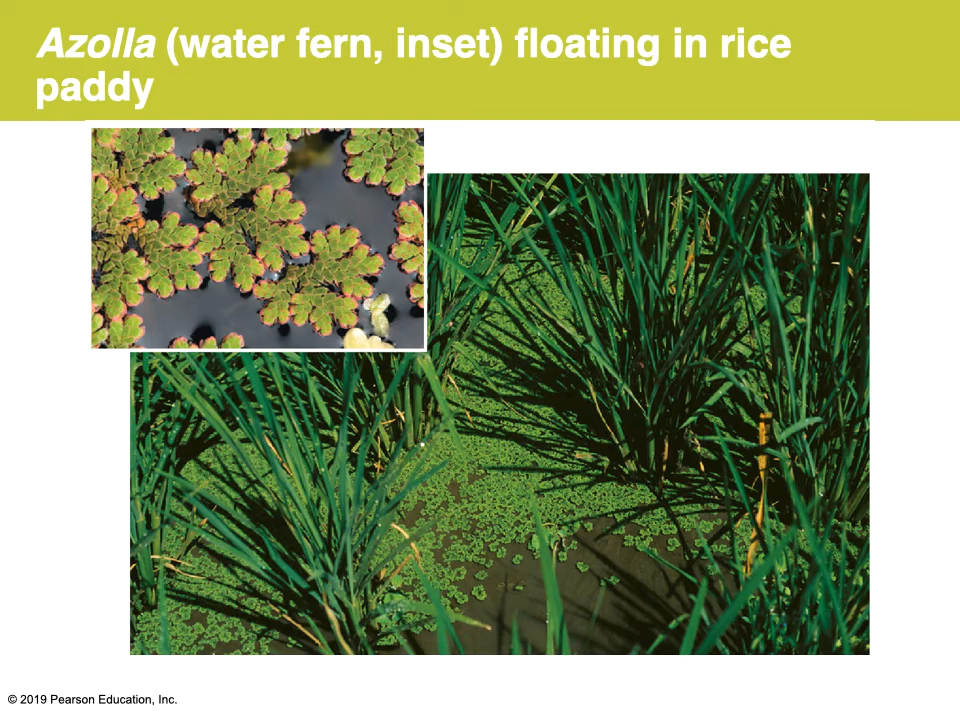 Azolla (water fern, inset) floating in rice
paddy
© 2019 Pearson Education, Inc.